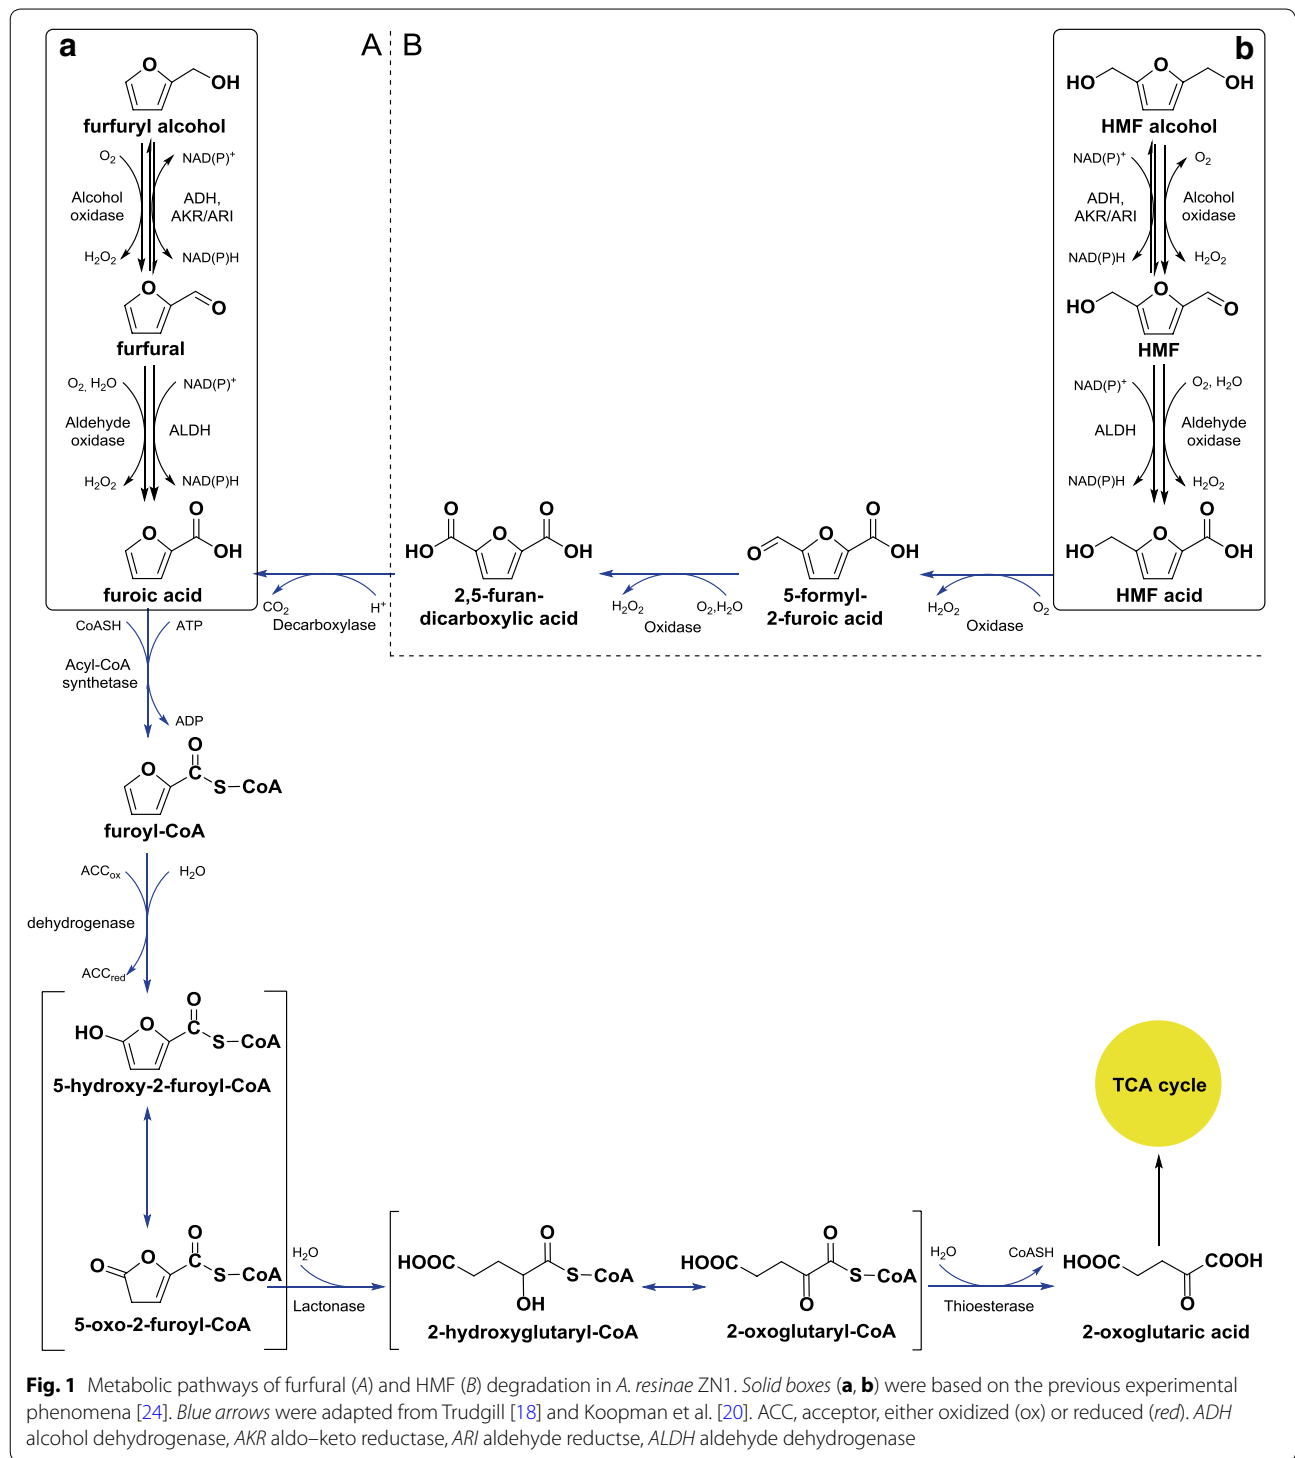 a
A
B
b
O
OH
furfuryl alcohol
O2
NAD(P)+
Alcohol
oxidase
ADH,
AKR/ARI
H2O2
NAD(P)H
O
O
furfural
O2, H2O
NAD(P)+
Aldehyde
oxidase
ALDH
H2O2
NAD(P)H
O
O
OH
furoic acid
HO
O
OH
HMF alcohol
NAD(P)+
O2
ADH,
AKR/ARI
Alcohol
oxidase
NAD(P)H
H2O2
HO
O
O
HMF
NAD(P)+
O2, H2O
ALDH
Aldehyde
oxidase
NAD(P)H
H2O2
HO
O
O
OH
HMF acid
H2O2
O2
Oxidase
O
O
O
OH
5-formyl-
2-furoic acid
H2O2
O2,H2O
Oxidase
O
HO
O
O
OH
2,5-furan-
dicarboxylic acid
CO2
H+
Decarboxylase
CoASH
ATP
Acyl-CoA
synthetase
ADP
O
O
C
S
CoA
furoyl-CoA
ACCox
H2O
dehydrogenase
ACCred
HO
O
O
C
S
CoA
5-hydroxy-2-furoyl-CoA
O
O
O
C
S
CoA
5-oxo-2-furoyl-CoA
H2O
Lactonase
HOOC
O
S
CoA
OH
2-hydroxyglutaryl-CoA
HOOC
O
S
CoA
O
2-oxoglutaryl-CoA
H2O
CoASH
Thioesterase
HOOC
COOH
O
2-oxoglutaric acid
TCA cycle
Fig. 1 Metabolic pathways of furfural (A) and HMF (B) degradation in A. resinae ZN1. Solid boxes (a, b) were based on the previous experimental
phenomena [24]. Blue arrows were adapted from Trudgill [18] and Koopman et al. [20]. ACC, acceptor, either oxidized (ox) or reduced (red). ADH
alcohol dehydrogenase, AKR aldo–keto reductase, ARI aldehyde reductse, ALDH aldehyde dehydrogenase